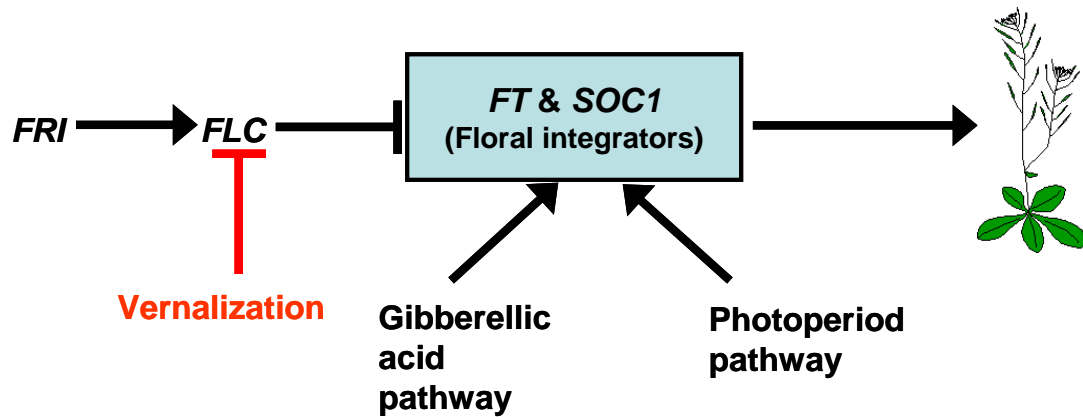 FRI
FLC
FT & SOC1
(Floral integrators)
Vernalization
Gibberellic
acid
pathway
Photoperiod
pathway